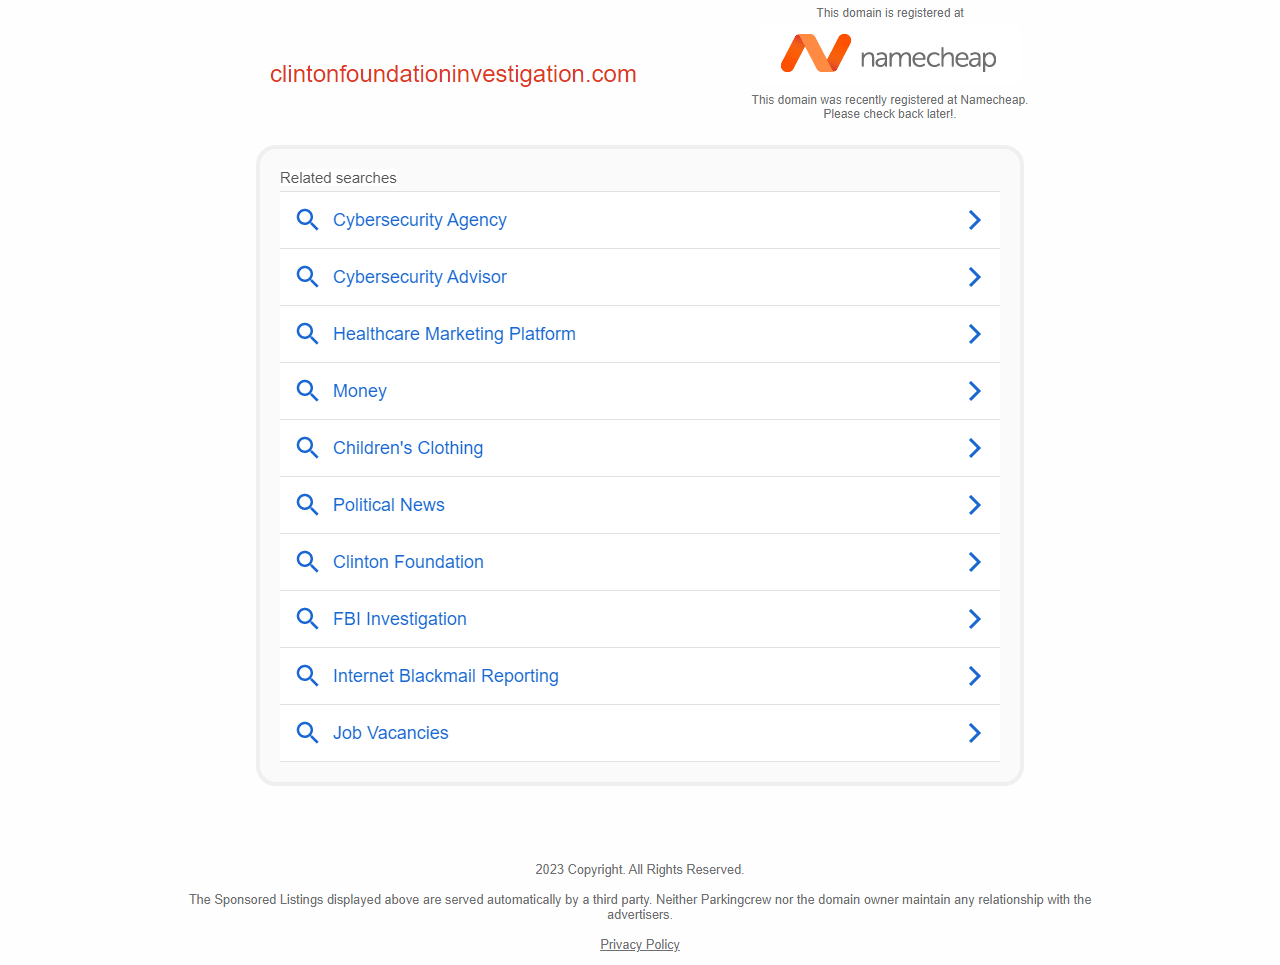 This domain is registered at
namecheap
clintonfoundationinvestigation.com
This domain was recently registered at Namecheap.
Please check back later!.
Related searches
Cybersecurity Agency
Cybersecurity Advisor
Healthcare Marketing Platform
Money
Children's Clothing
Political News
Clinton Foundation
FBI Investigation
Internet Blackmail Reporting
Job Vacancies
2023 Copyright. All Rights Reserved.
The Sponsored Listings displayed above are served automatically by a third party. Neither Parkingcrew nor the domain owner maintain any relationship with the
advertisers.
Privacy Policy